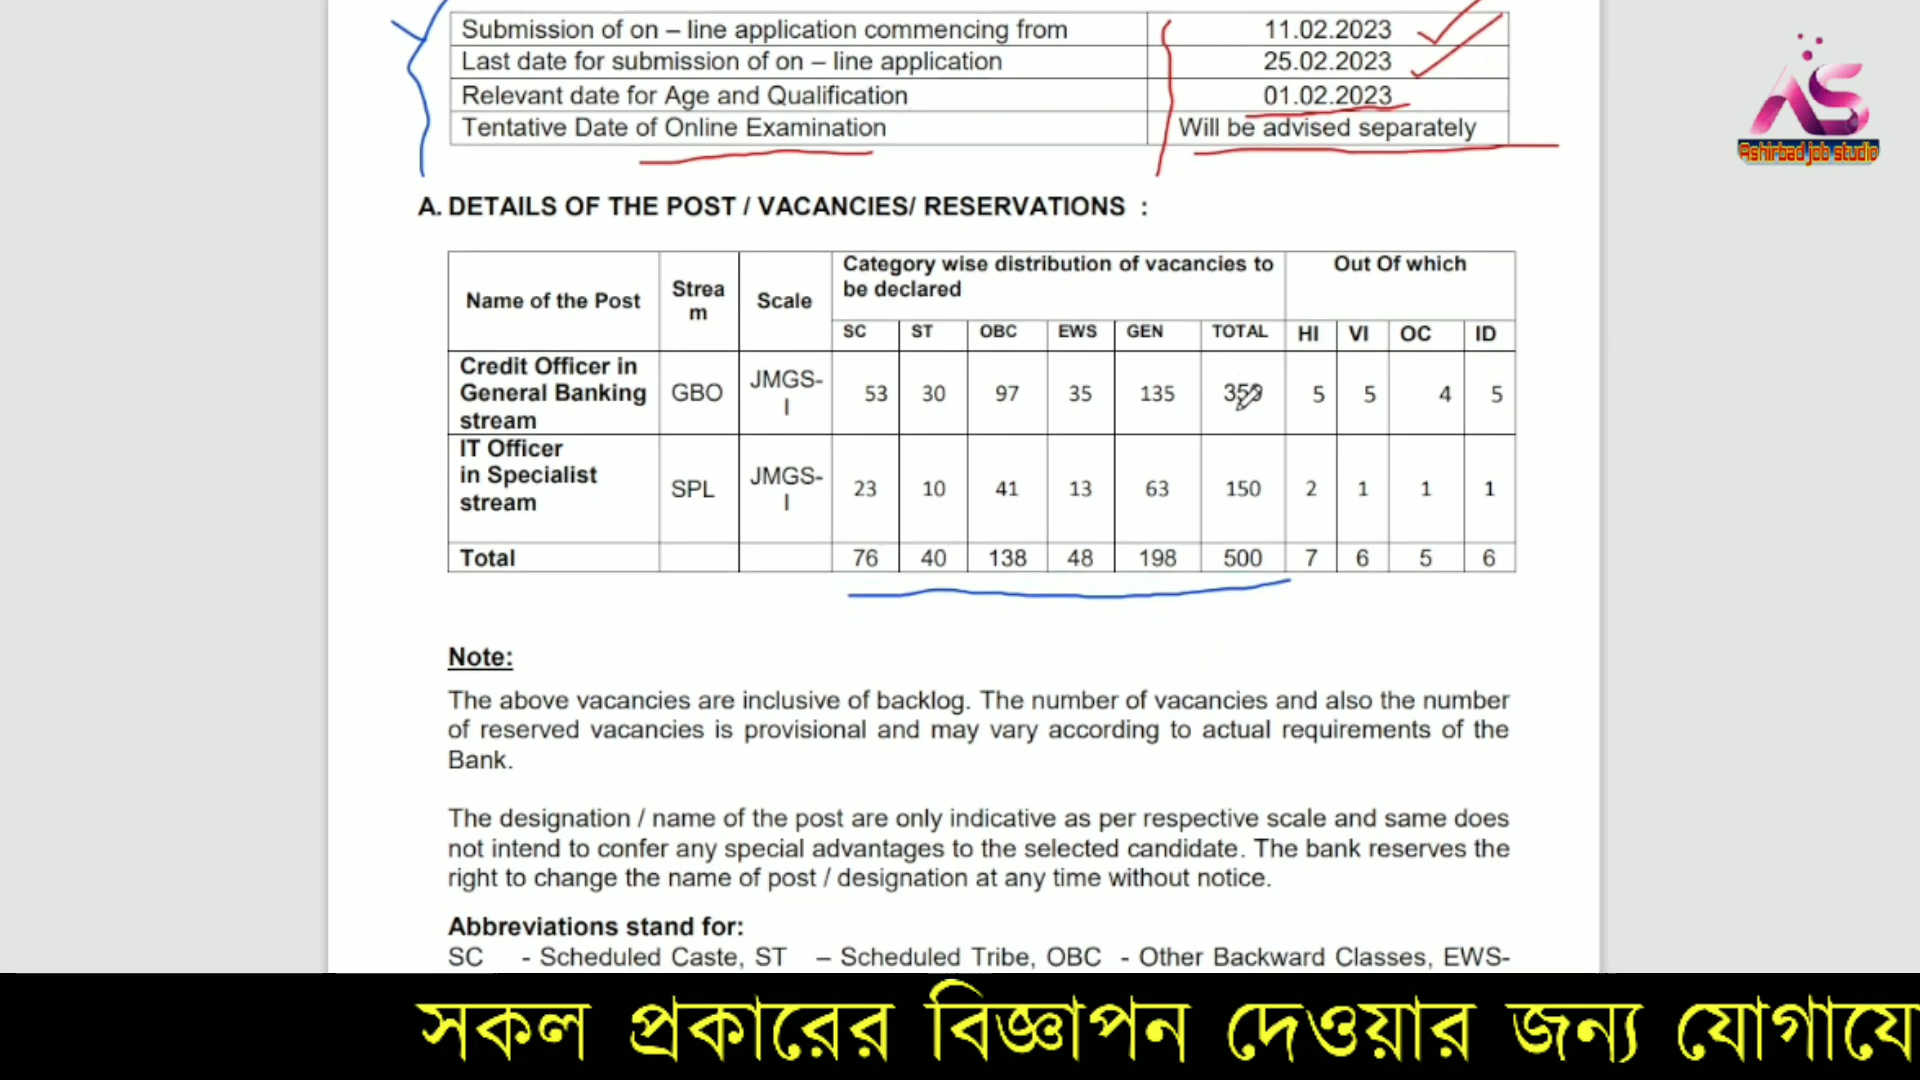 Submission of on – line application commencing from 11.02.2023
Last date for submission of on – line application 25.02.2023
Relevant date for Age and Qualification 01.02.2023
Tentative Date of Online Examination Will be advised separately
AS
Ashirbad job studio
A. DETAILS OF THE POST / VACANCIES/ RESERVATIONS :
Name of the Post Strea m Scale Category wise distribution of vacancies to be declared Out Of which
SC ST OBC EWS GEN TOTAL HI VI OC ID
Credit Officer in General Banking stream GBO JMGS-I 53 30 97 35 135 5 5 4 5
IT Officer in Specialist stream SPL JMGS-I 23 10 41 13 63 150 2 1 1 1
Total 76 40 138 48 198 500 7 6 5 6
Note:
The above vacancies are inclusive of backlog. The number of vacancies and also the number
of reserved vacancies is provisional and may vary according to actual requirements of the
Bank.
The designation / name of the post are only indicative as per respective scale and same does
not intend to confer any special advantages to the selected candidate. The bank reserves the
right to change the name of post / designation at any time without notice.
Abbreviations stand for:
SC - Scheduled Caste, ST – Scheduled Tribe, OBC - Other Backward Classes, EWS-
সকল প্রকারের বিজ্ঞাপন দেওয়ার জন্য যোগাযে